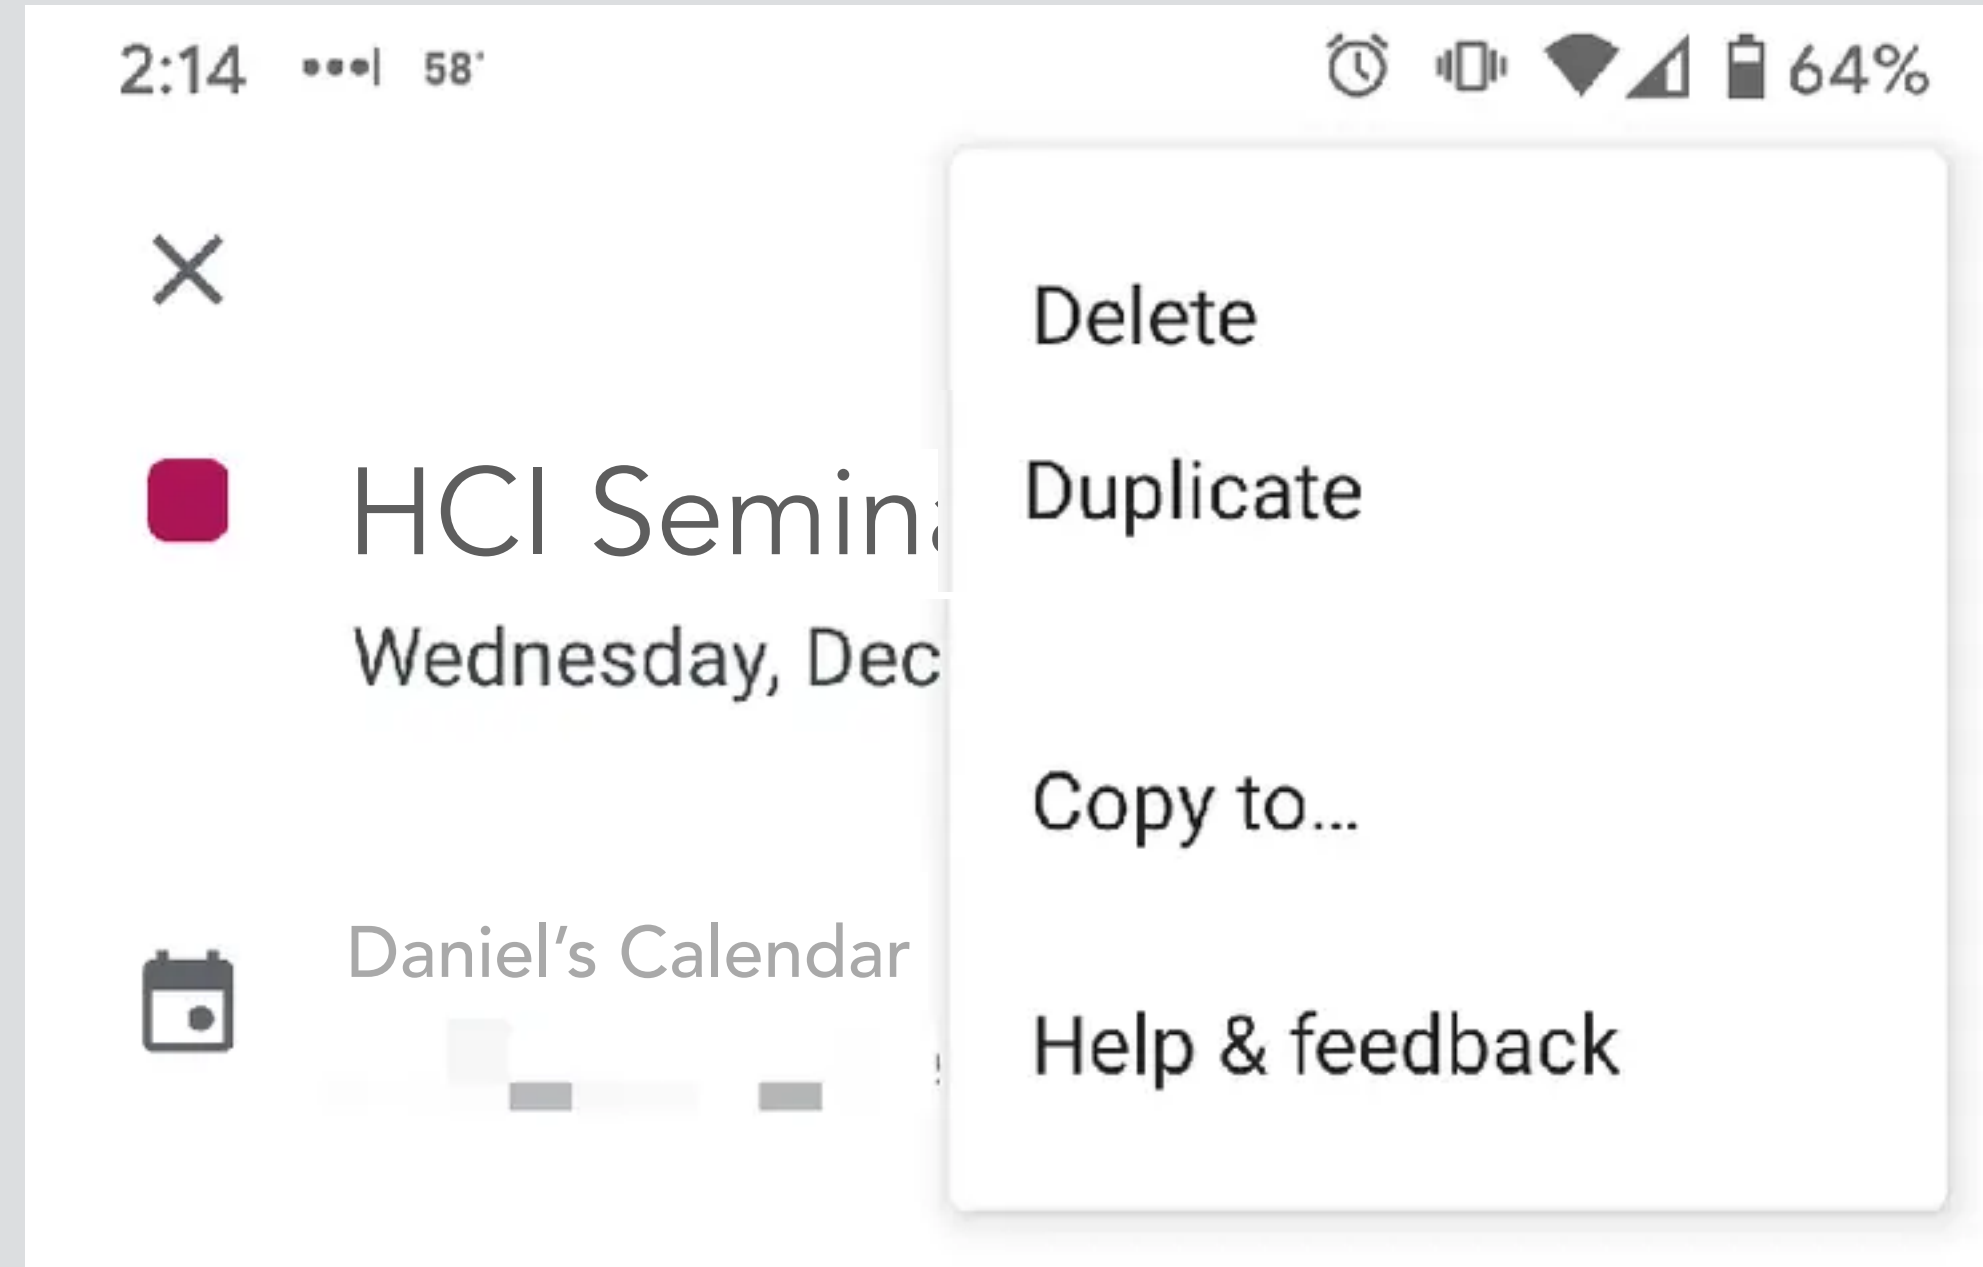 2:14 58° 64%
Delete
HCI Semin
Duplicate
Wednesday, Dec
Copy to...
Daniel’s Calendar
Help & feedback